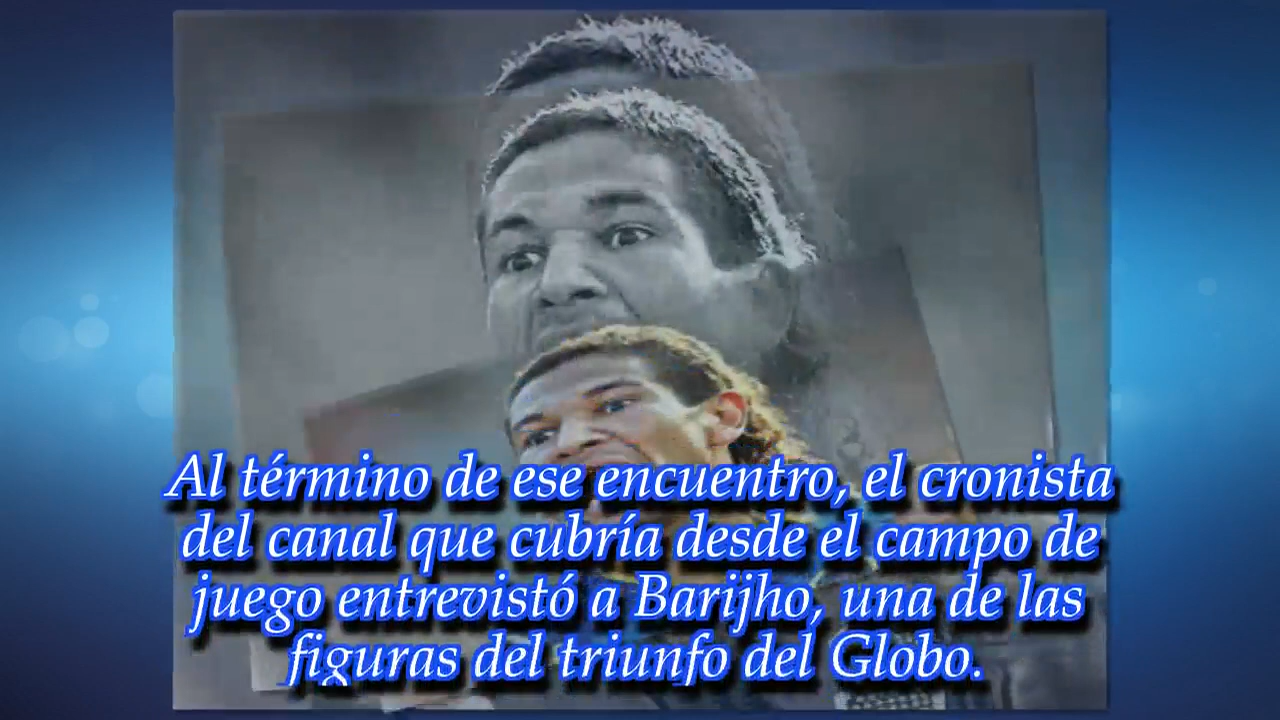 Al término de ese encuentro, el cronista
del canal que cubría desde el campo de
juego entrevistó a Barijho, una de las
figuras del triunfo del Globo.